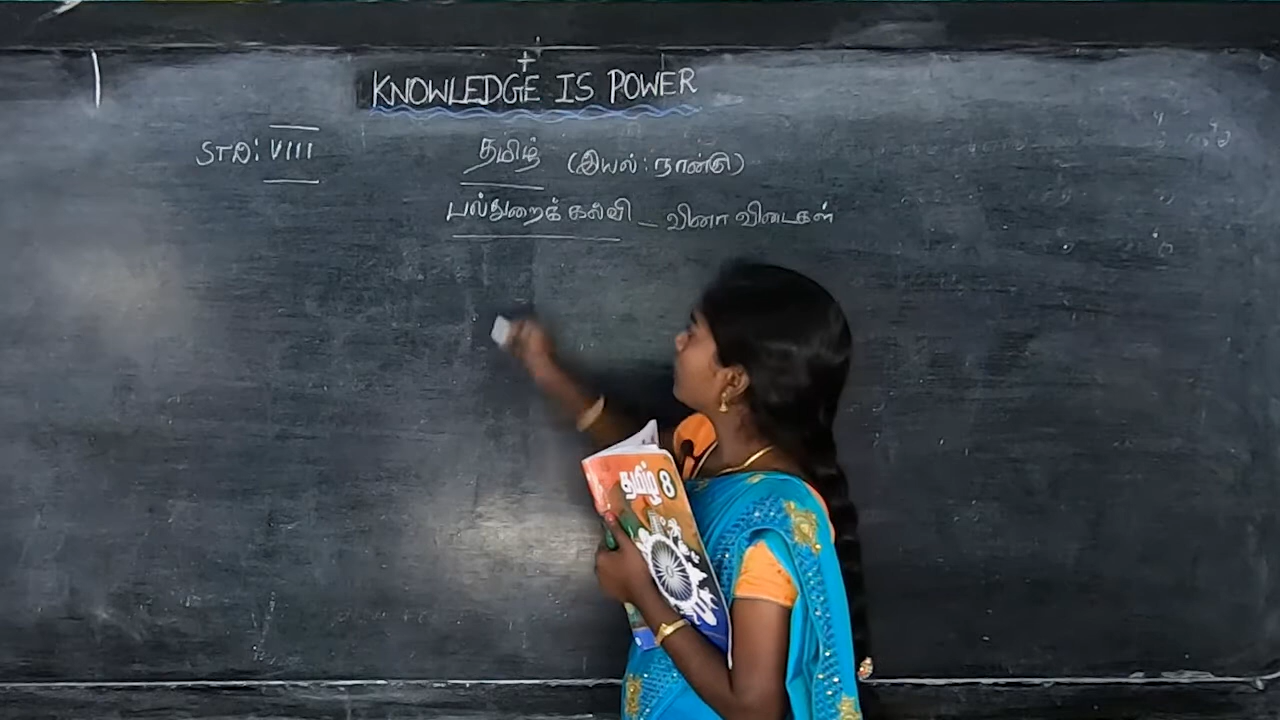 KNOWLEDGE IS POWER
STD: VIII
தமிழ் (இயல் : நான்கு)
பல்துறைக் கல்வி – வினா விடைகள்
தமிழ் 8